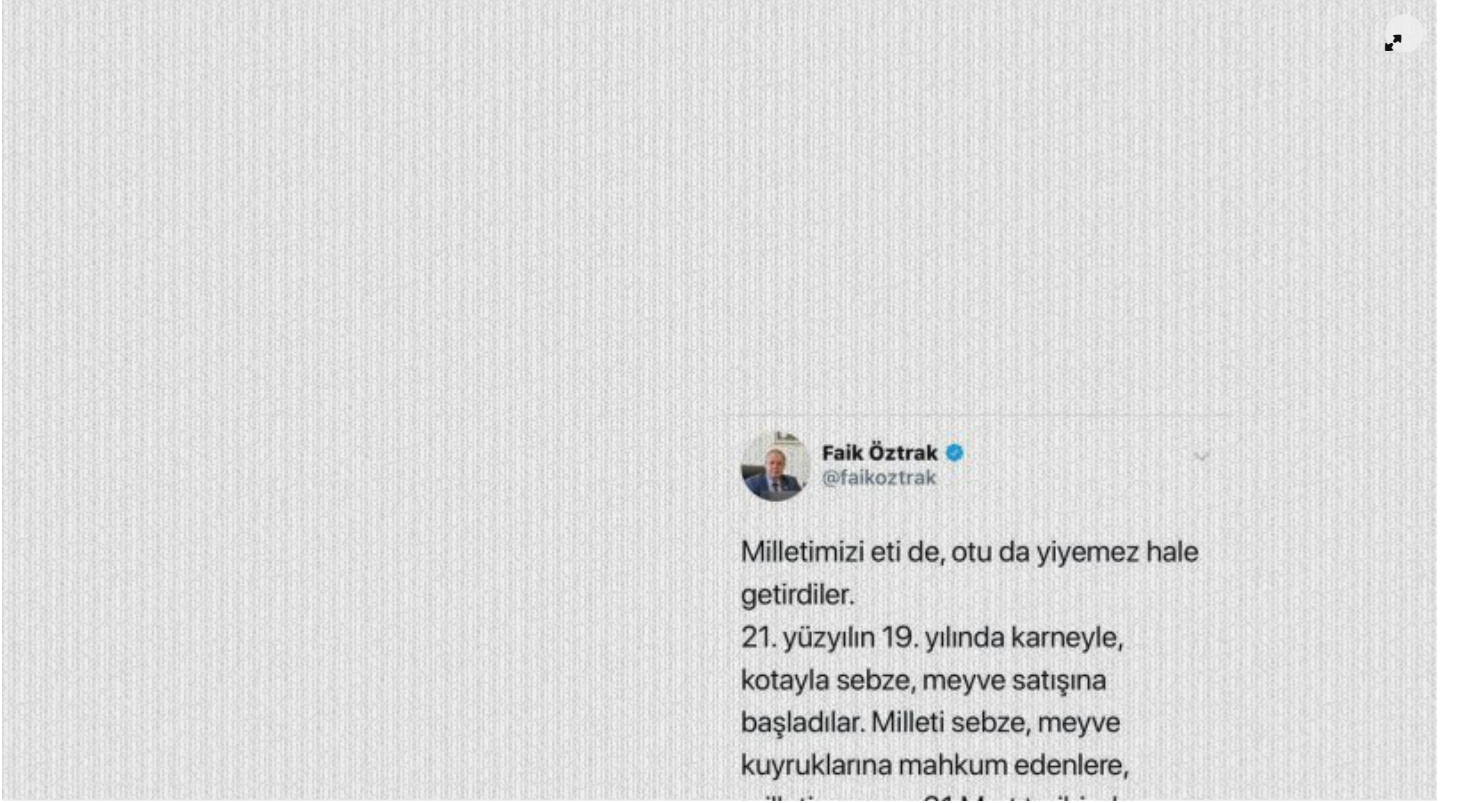 Faik Öztrak
@faikoztrak
Milletimizi eti de, otu da yiyemez hale
getirdiler.
21. yüzyılın 19. yılında karneyle,
kotayla sebze, meyve satışına
başladılar. Milleti sebze, meyve
kuyruklarına mahkum edenlere,